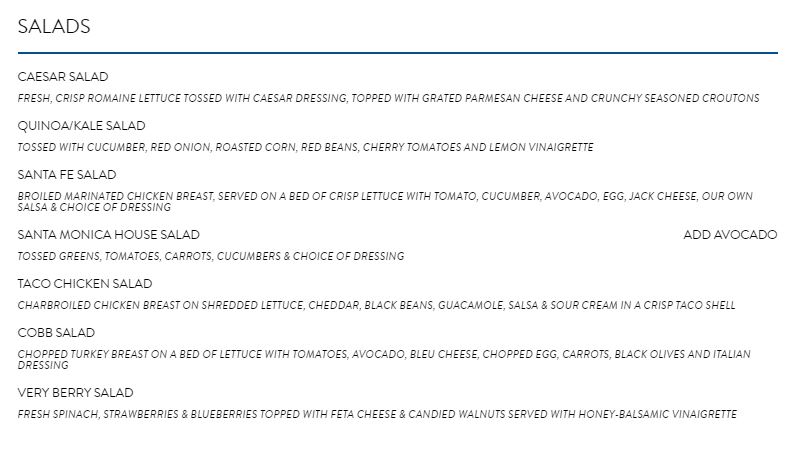 SALADS
CAESAR SALAD
FRESH, CRISP ROMAINE LETTUCE TOSSED WITH CAESAR DRESSING, TOPPED WITH GRATED PARMESAN CHEESE AND CRUNCHY SEASONED CROUTONS
QUINOA/KALE SALAD
TOSSED WITH CUCUMBER, RED ONION, ROASTED CORN, RED BEANS, CHERRY TOMATOES AND LEMON VINAIGRETTE
SANTA FE SALAD
BROILED MARINATED CHICKEN BREAST, SERVED ON A BED OF CRISP LETTUCE WITH TOMATO, CUCUMBER, AVOCADO, EGG, JACK CHEESE, OUR OWN
SALSA & CHOICE OF DRESSING
SANTA MONICA HOUSE SALAD ADD AVOCADO
TOSSED GREENS, TOMATOES, CARROTS, CUCUMBERS & CHOICE OF DRESSING
TACO CHICKEN SALAD
CHARBROILED CHICKEN BREAST ON SHREDDED LETTUCE, CHEDDAR, BLACK BEANS, GUACAMOLE, SALSA & SOUR CREAM IN A CRISP TACO SHELL
COBB SALAD
CHOPPED TURKEY BREAST ON A BED OF LETTUCE WITH TOMATOES, AVOCADO, BLEU CHEESE, CHOPPED EGG, CARROTS, BLACK OLIVES AND ITALIAN
DRESSING
VERY BERRY SALAD
FRESH SPINACH, STRAWBERRIES & BLUEBERRIES TOPPED WITH FETA CHEESE & CANDIED WALNUTS SERVED WITH HONEY-BALSAMIC VINAIGRETTE